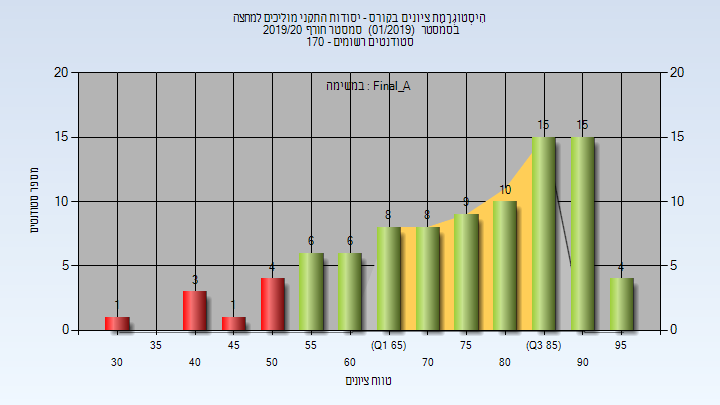 היסטוגרמת ציונים בקורס - יסודות התקני מוליכים למחצה
בסמסטר (01/2019) סמסטר חורף 2019/20
סטודנטים רשומים - 170
במשימה : Final_A
20 20
15 15
10 10
5 5
0 0
מספר סטודנטים
1 3 1 4 6 6 8 8 9 10 15 15 4
35 45 55 (Q1 65) 75 (Q3 85) 95
30 40 50 60 70 80 90
טווח ציונים